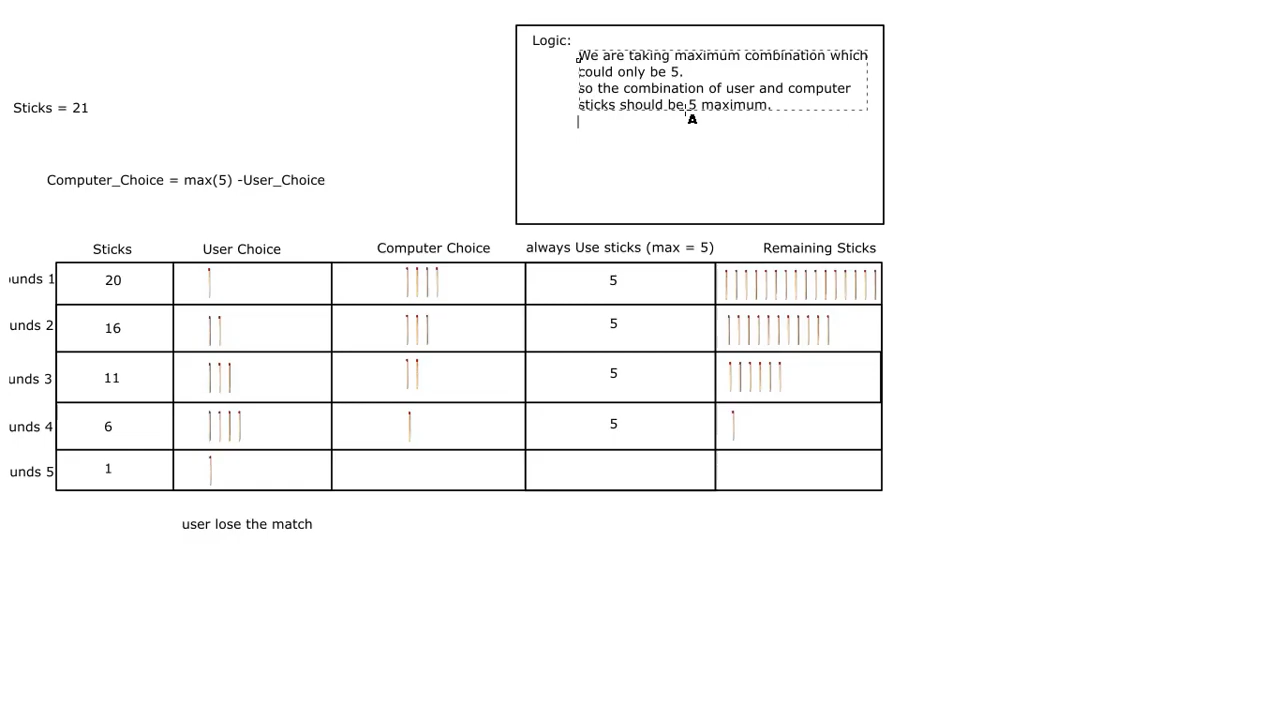 Logic:
We are taking maximum combination which
could only be 5.
so the combination of user and computer
sticks should be 5 maximum.
A
Sticks = 21
Computer_Choice = max(5) -User_Choice
Sticks User Choice Computer Choice always Use sticks (max = 5) Remaining Sticks
ounds 1 20 5
unds 2 16 5
unds 3 11 5
unds 4 6 5
unds 5 1
user lose the match